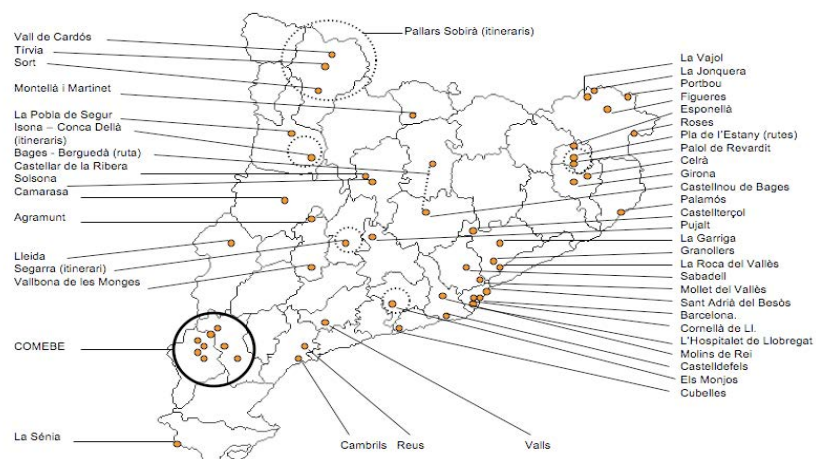 Vall de Cardós
Tírvia
Sort
Montellà i Martinet
La Pobla de Segur
Isona – Conca Dellà
(itineraris)
Bages - Berguedà (ruta)
Castellar de la Ribera
Solsona
Camarasa
Agramunt
Lleida
Segarra (itinerari)
Vallbona de les Monges
COMEBE
La Sénia
Pallars Sobirà (itineraris)
La Vajol
La Jonquera
Portbou
Figueres
Esponellà
Roses
Pla de l'Estany (rutes)
Palol de Revardit
Celrà
Girona
Castellnou de Bages
Palamós
Castellterçol
Pujalt
La Garriga
Granollers
La Roca del Vallès
Sabadell
Mollet del Vallès
Sant Adrià del Besòs
Barcelona.
Cornellà de Ll.
L'Hospitalet de Llobregat
Molins de Rei
Castelldefels
Els Monjos
Cubelles
Cambrils
Reus
Valls